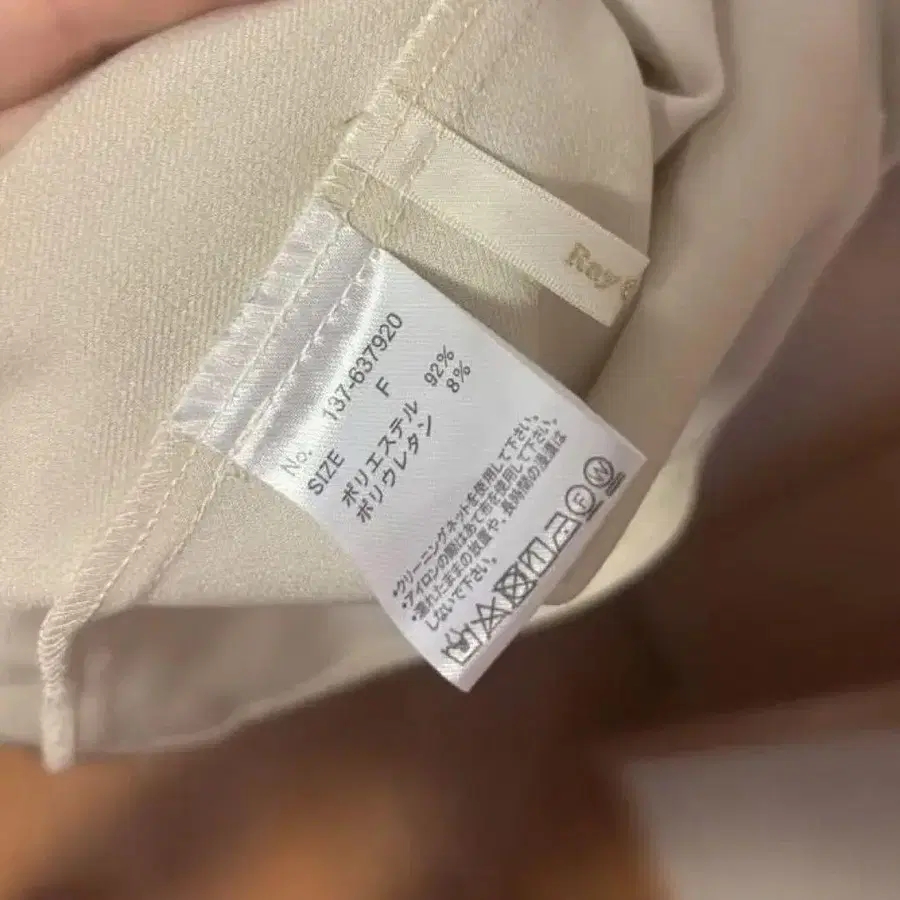 Ray
No. 137-637920
SIZE F
ポリエステル 92%
ポリウレタン 8%
•クリーニングネットを使用して下さい。
•アイロンの際はあて布を使用して下さい。
•濡れたままの放置や、長時間の浸漬は
しないで下さい。
F W